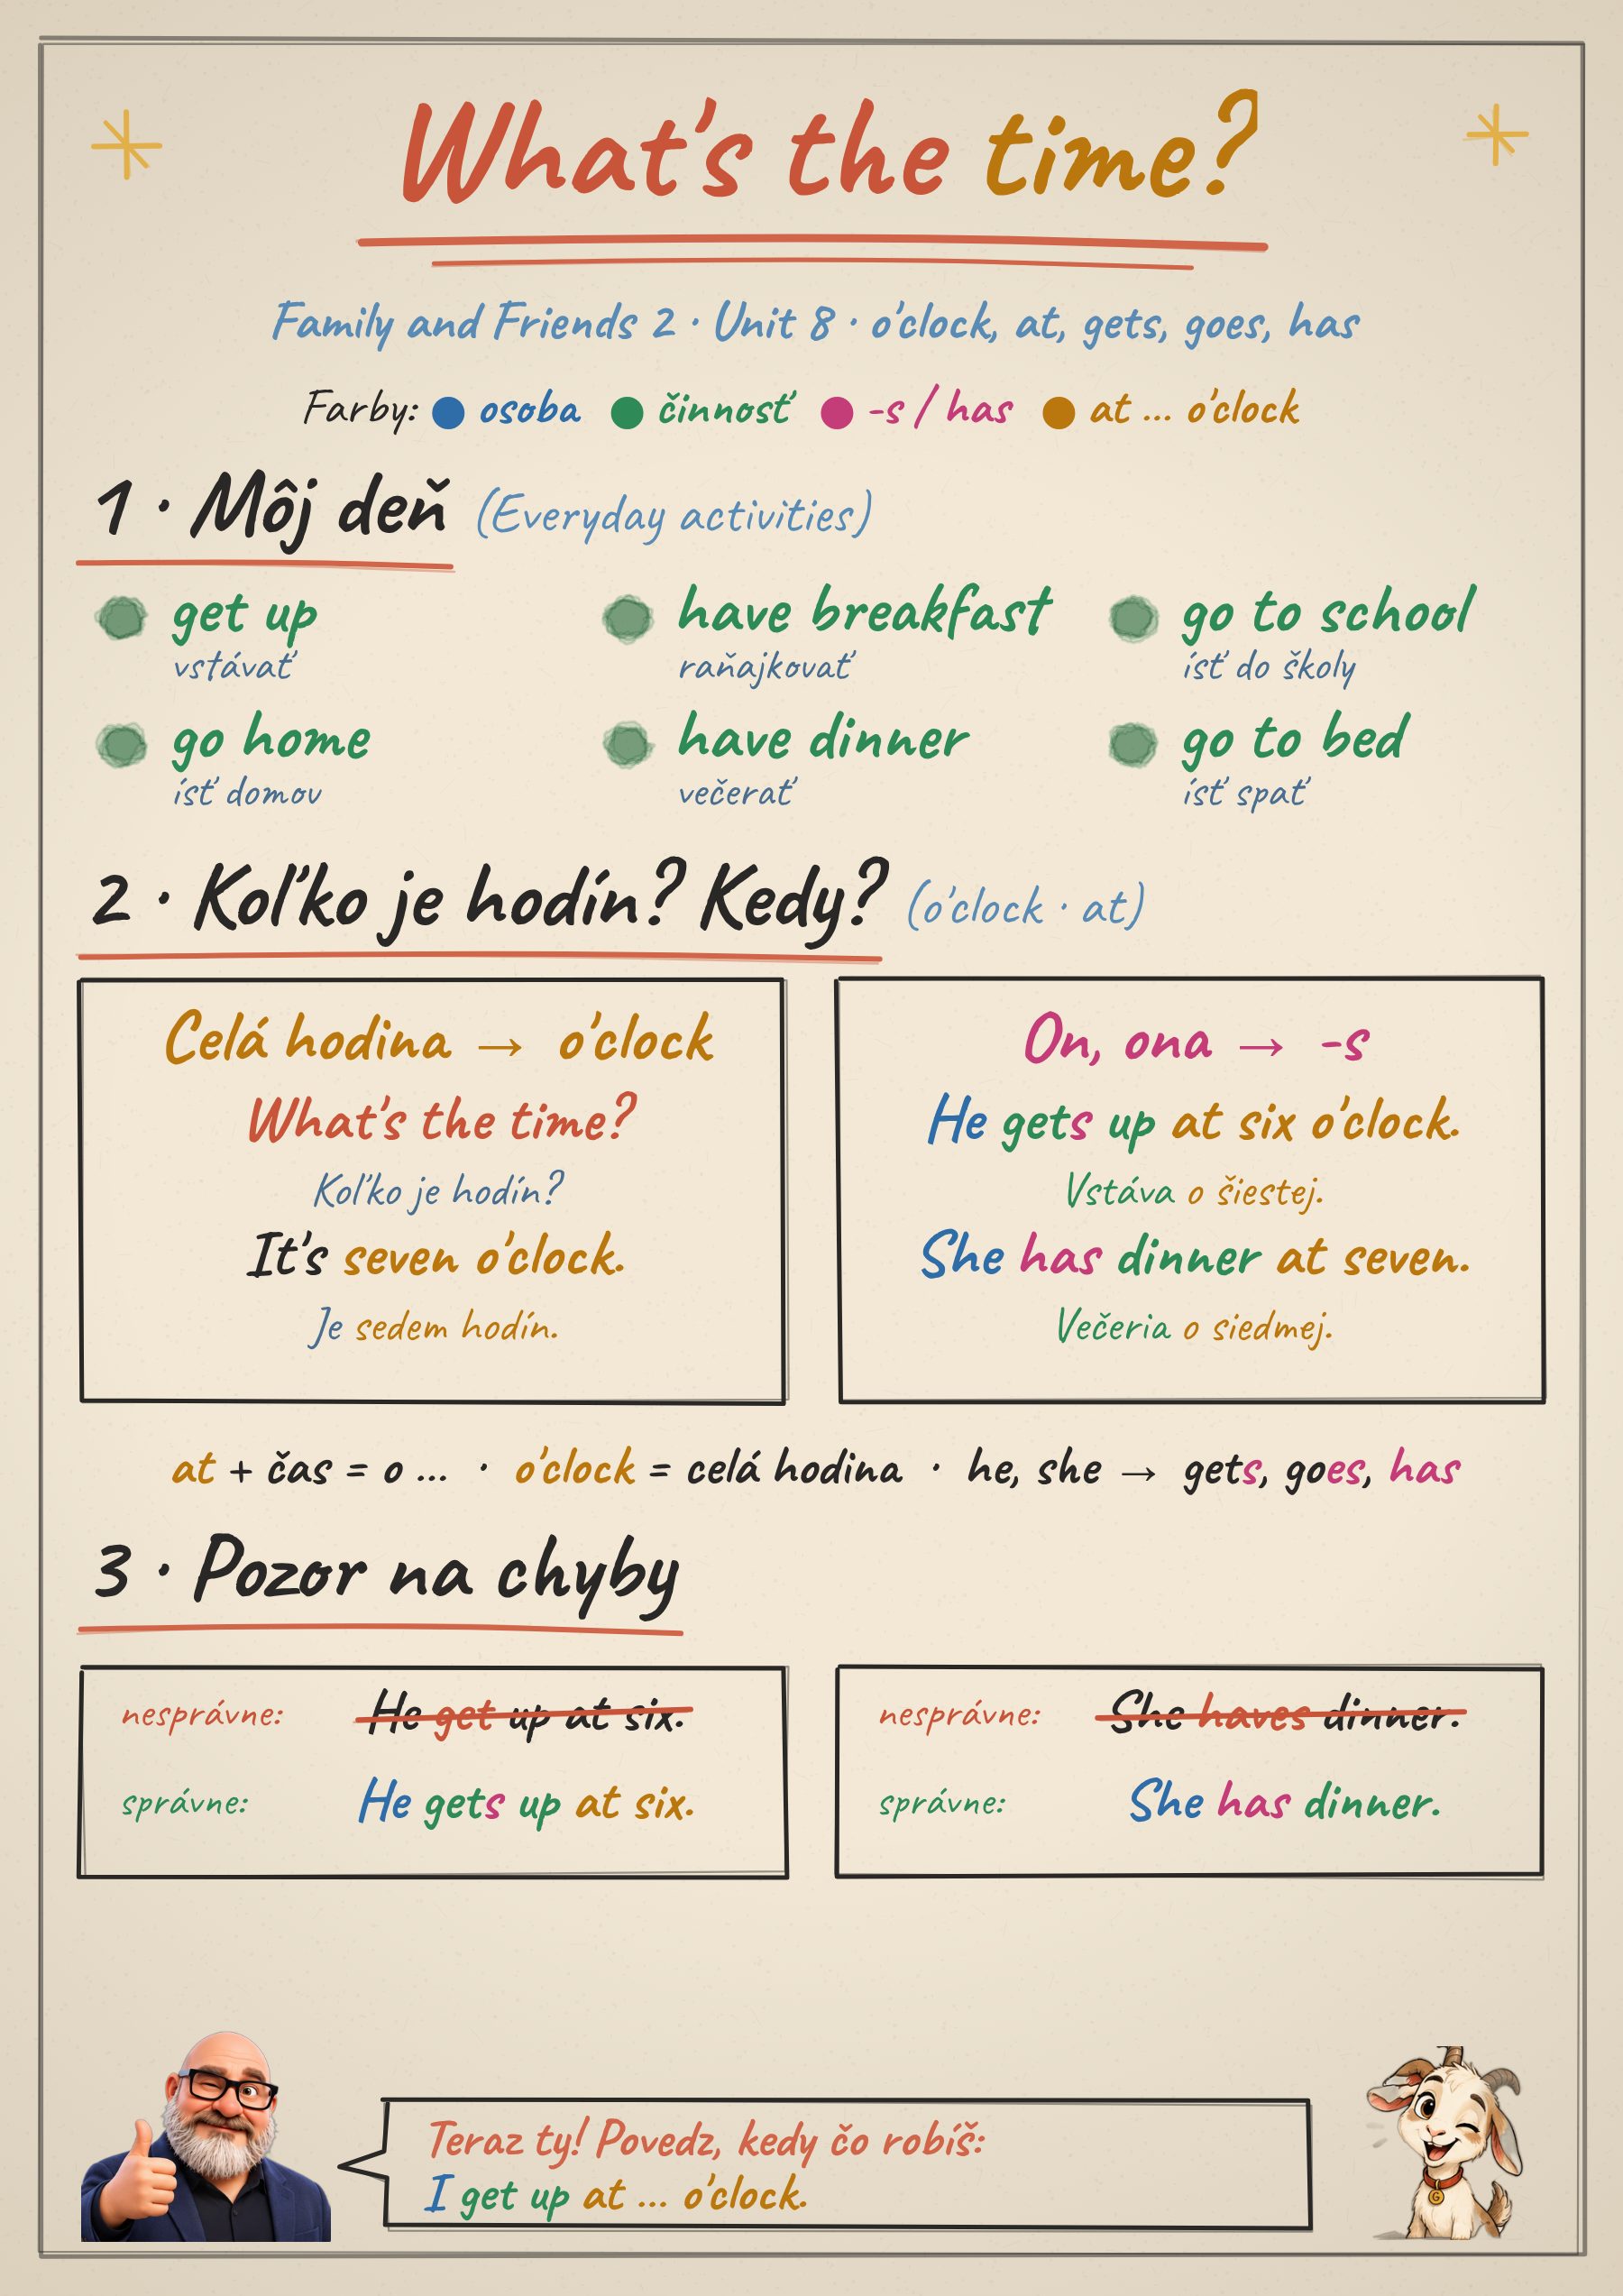 What's the time?
Family and Friends 2 · Unit 8 · o'clock, at, gets, goes, has
Farby: osoba činnosť -s / has at ... o'clock
1 · Môj deň (Everyday activities)
get up have breakfast go to school
vstávať raňajkovať ísť do školy
go home have dinner go to bed
ísť domov večerať ísť spať
2 · Koľko je hodín? Kedy? (o'clock · at)
Celá hodina → o'clock
What's the time?
Koľko je hodín?
It's seven o'clock.
Je sedem hodín.
On, ona → -s
He gets up at six o'clock.
Vstáva o šiestej.
She has dinner at seven.
Večeria o siedmej.
at + čas = o ... · o'clock = celá hodina · he, she → gets, goes, has
3 · Pozor na chyby
nesprávne: He get up at six.
správne: He gets up at six.
nesprávne: She haves dinner.
správne: She has dinner.
Teraz ty! Povedz, kedy čo robíš:
I get up at ... o'clock.
G